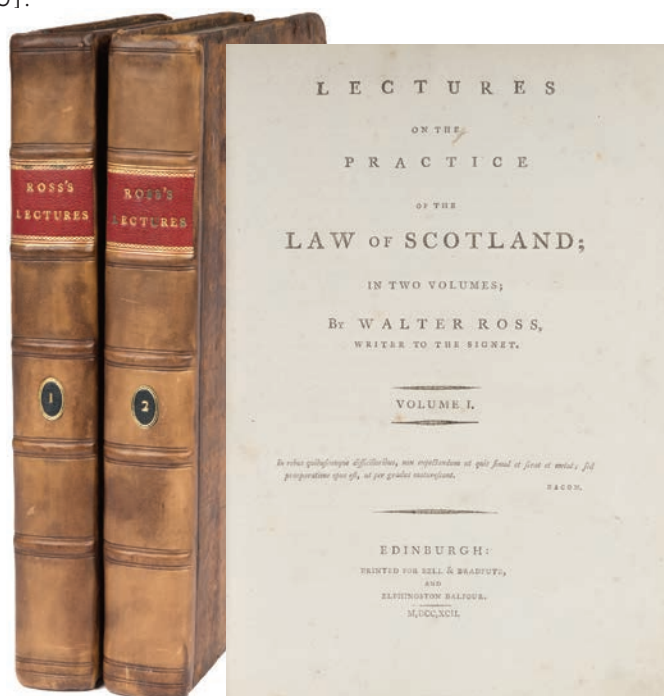 ROSS'S
LECTURES
1
ROSS'S
LECTURES
2
LECTURES
ON THE
PRACTICE
OF THE
LAW OF SCOTLAND;
IN TWO VOLUMES;
BY WALTER ROSS,
WRITER TO THE SIGNET.
VOLUME I.
In rebus quibuscunque difficilioribus, non expectandum ut quis simul et serat et metat; sed
præparatione opus est, ut per gradus maturescant.
BACON.
EDINBURGH:
PRINTED FOR BELL & BRADFUTE,
AND
ELPHINGSTON BALFOUR.
M,DCC,XCII.